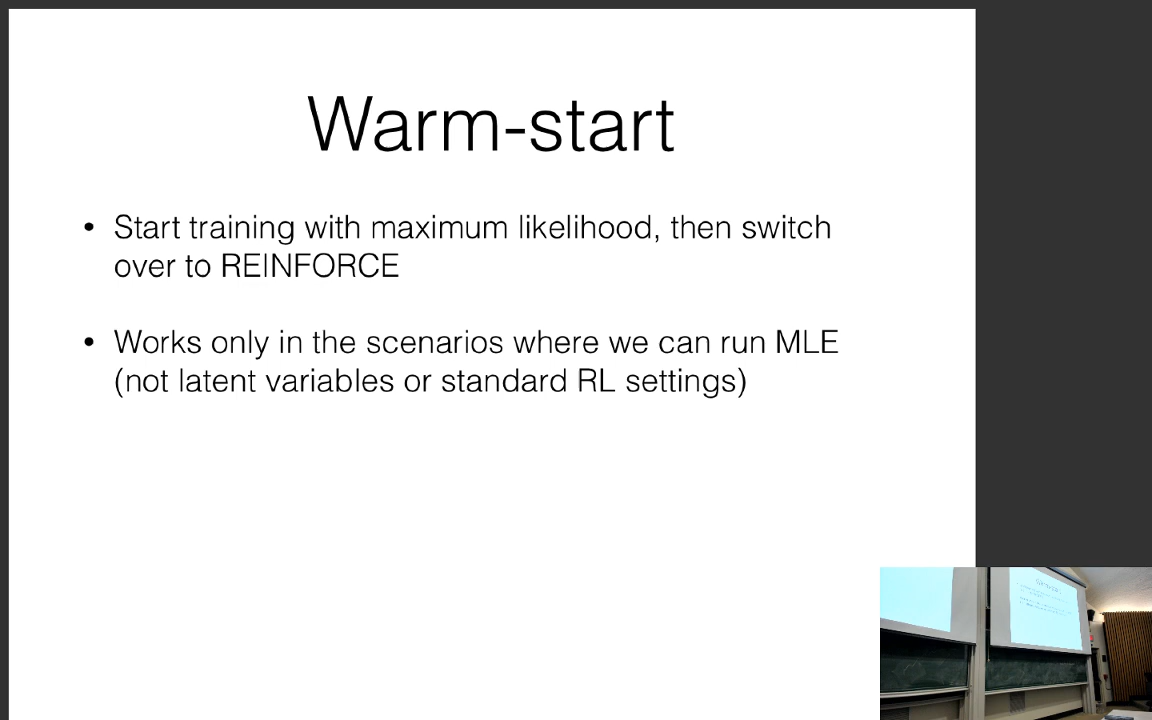 Warm-start
• Start training with maximum likelihood, then switch
over to REINFORCE
• Works only in the scenarios where we can run MLE
(not latent variables or standard RL settings)